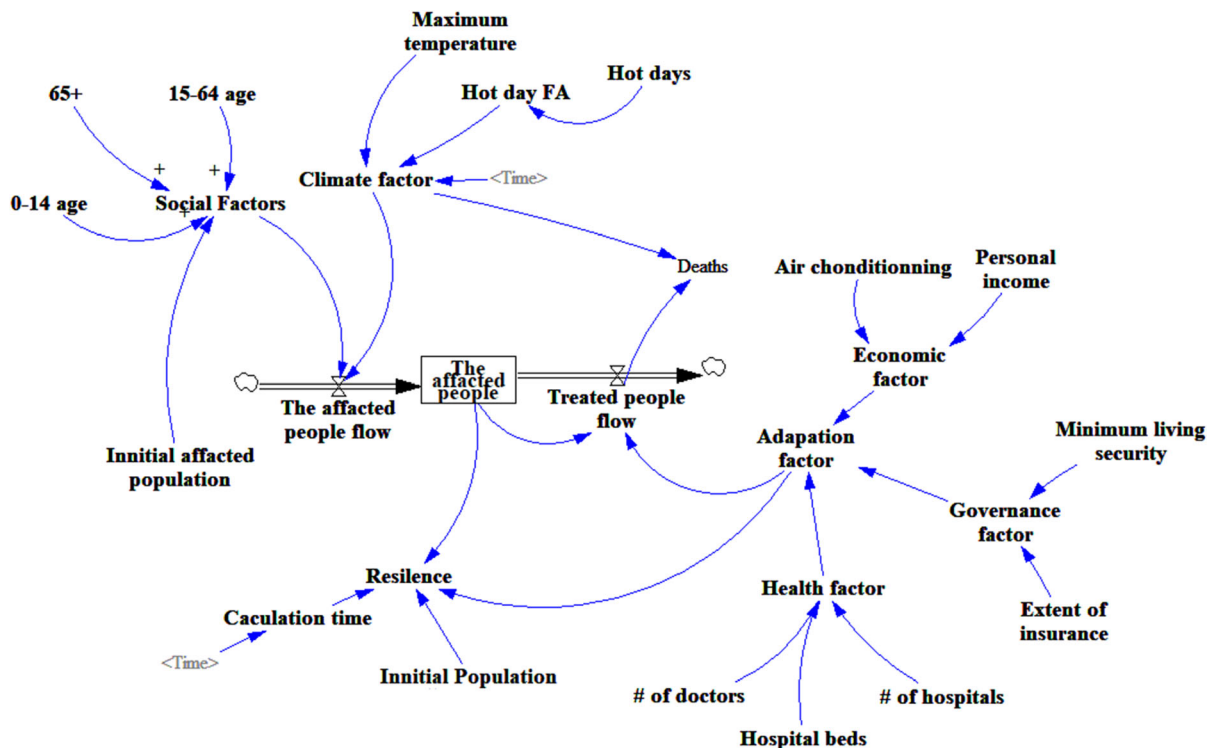 Maximum
temperature
Hot days
65+
15-64 age
Hot day FA
+
+
Climate factor
<Time>
0-14 age
Social Factors
+
Deaths
Air chonditionning
Personal
income
Economic
factor
The
affacted
people
The affacted
people flow
Treated people
flow
Adapation
factor
Minimum living
security
Innitial affacted
population
Governance
factor
Resilence
Health factor
Caculation time
Extent of
insurance
<Time>
Innitial Population
# of doctors
# of hospitals
Hospital beds